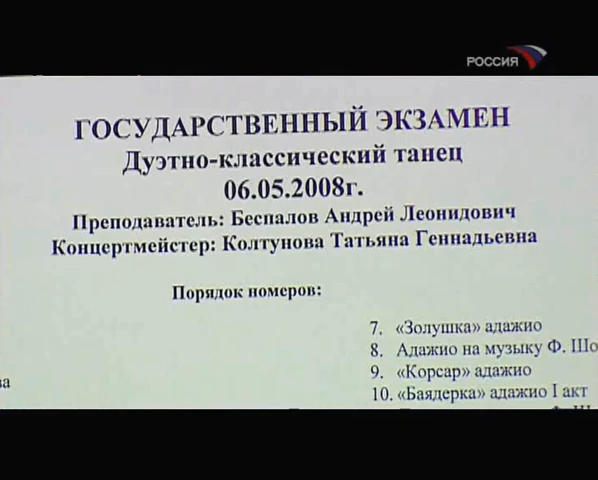 РОССИЯ
ГОСУДАРСТВЕННЫЙ ЭКЗАМЕН
Дуэтно-классический танец
06.05.2008г.
Преподаватель: Беспалов Андрей Леонидович
Концертмейстер: Колтунова Татьяна Геннадьевна
Порядок номеров:
7. «Золушка» адажио
8. Адажио на музыку Ф. Шо
9. «Корсар» адажио
10. «Баядерка» адажио I акт